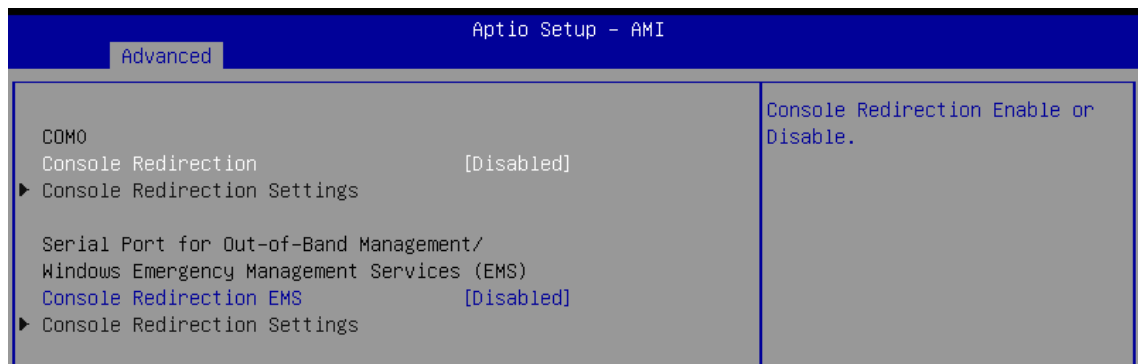 Aptio Setup – AMI
Advanced
COM0
Console Redirection [Disabled]
Console Redirection Settings
Serial Port for Out-of-Band Management/
Windows Emergency Management Services (EMS)
Console Redirection EMS [Disabled]
Console Redirection Settings
Console Redirection Enable or
Disable.